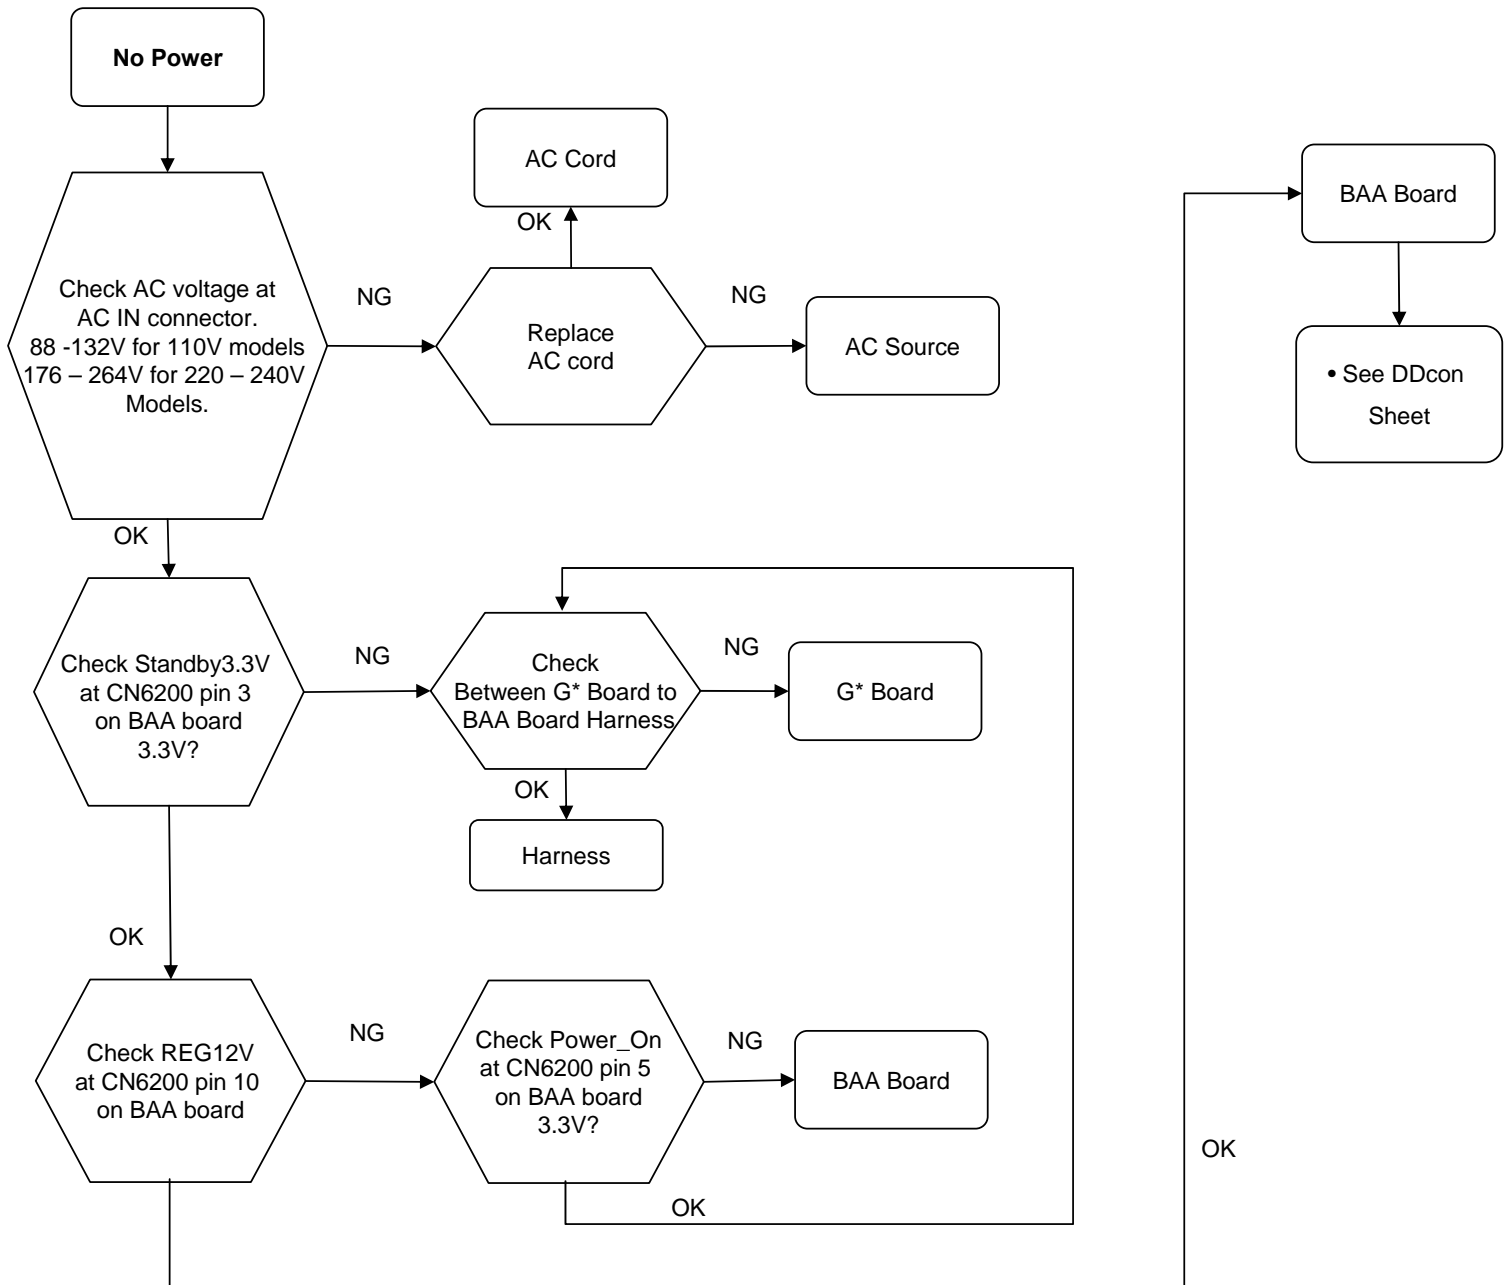 No Power
Check AC voltage at
AC IN connector.
88 -132V for 110V models
176 – 264V for 220 – 240V
Models.
NG
OK
AC Cord
OK
Replace
AC cord
NG
AC Source
Check Standby3.3V
at CN6200 pin 3
on BAA board
3.3V?
NG
OK
Check
Between G* Board to
BAA Board Harness
NG
G* Board
OK
Harness
Check REG12V
at CN6200 pin 10
on BAA board
NG
Check Power_On
at CN6200 pin 5
on BAA board
3.3V?
NG
BAA Board
OK
OK
BAA Board
• See DDcon
Sheet